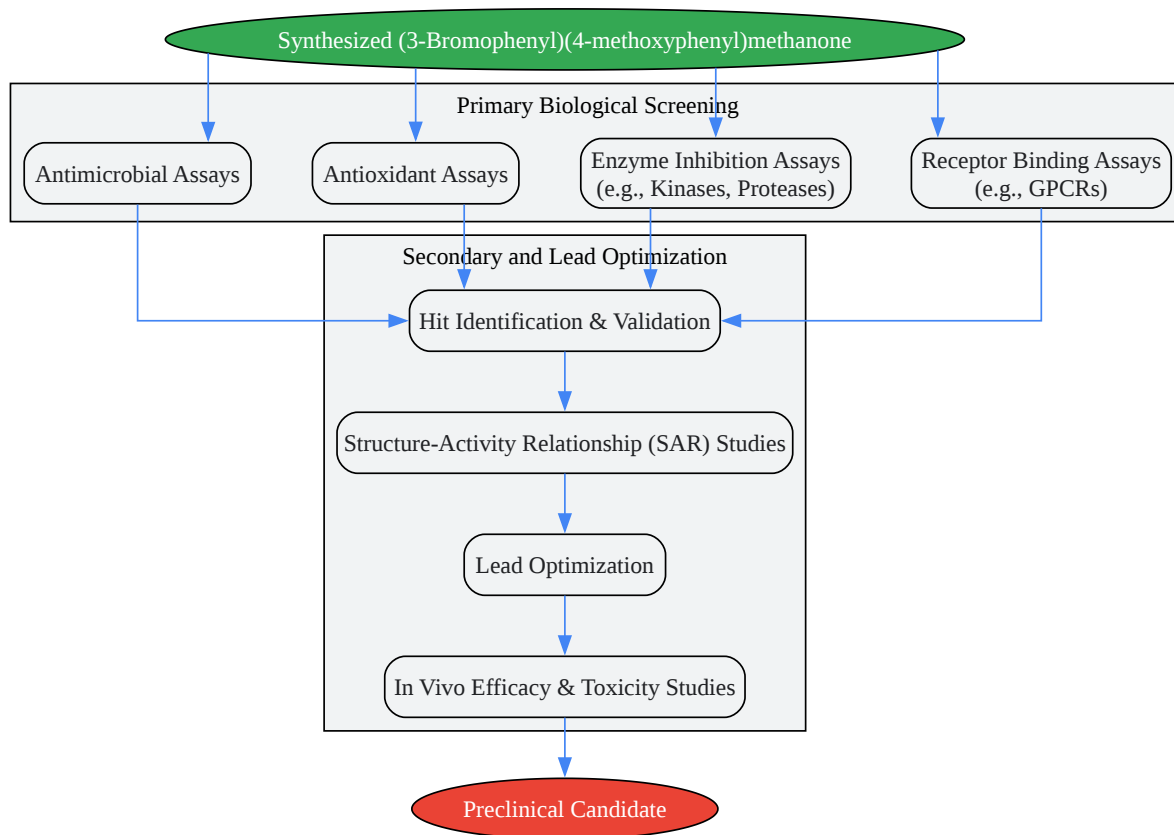 Synthesized (3-Bromophenyl)(4-methoxyphenyl)methanone
Primary Biological Screening
Antimicrobial Assays
Antioxidant Assays
Enzyme Inhibition Assays
(e.g., Kinases, Proteases)
Receptor Binding Assays
(e.g., GPCRs)
Secondary and Lead Optimization
Hit Identification & Validation
Structure-Activity Relationship (SAR) Studies
Lead Optimization
In Vivo Efficacy & Toxicity Studies
Preclinical Candidate